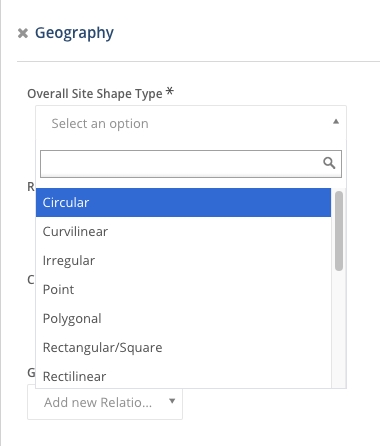 Geography
Overall Site Shape Type *
Select an option
R
Circular
Curvilinear
Irregular
C
Point
Polygonal
Rectangular/Square
G
Rectilinear
Add new Relatio...